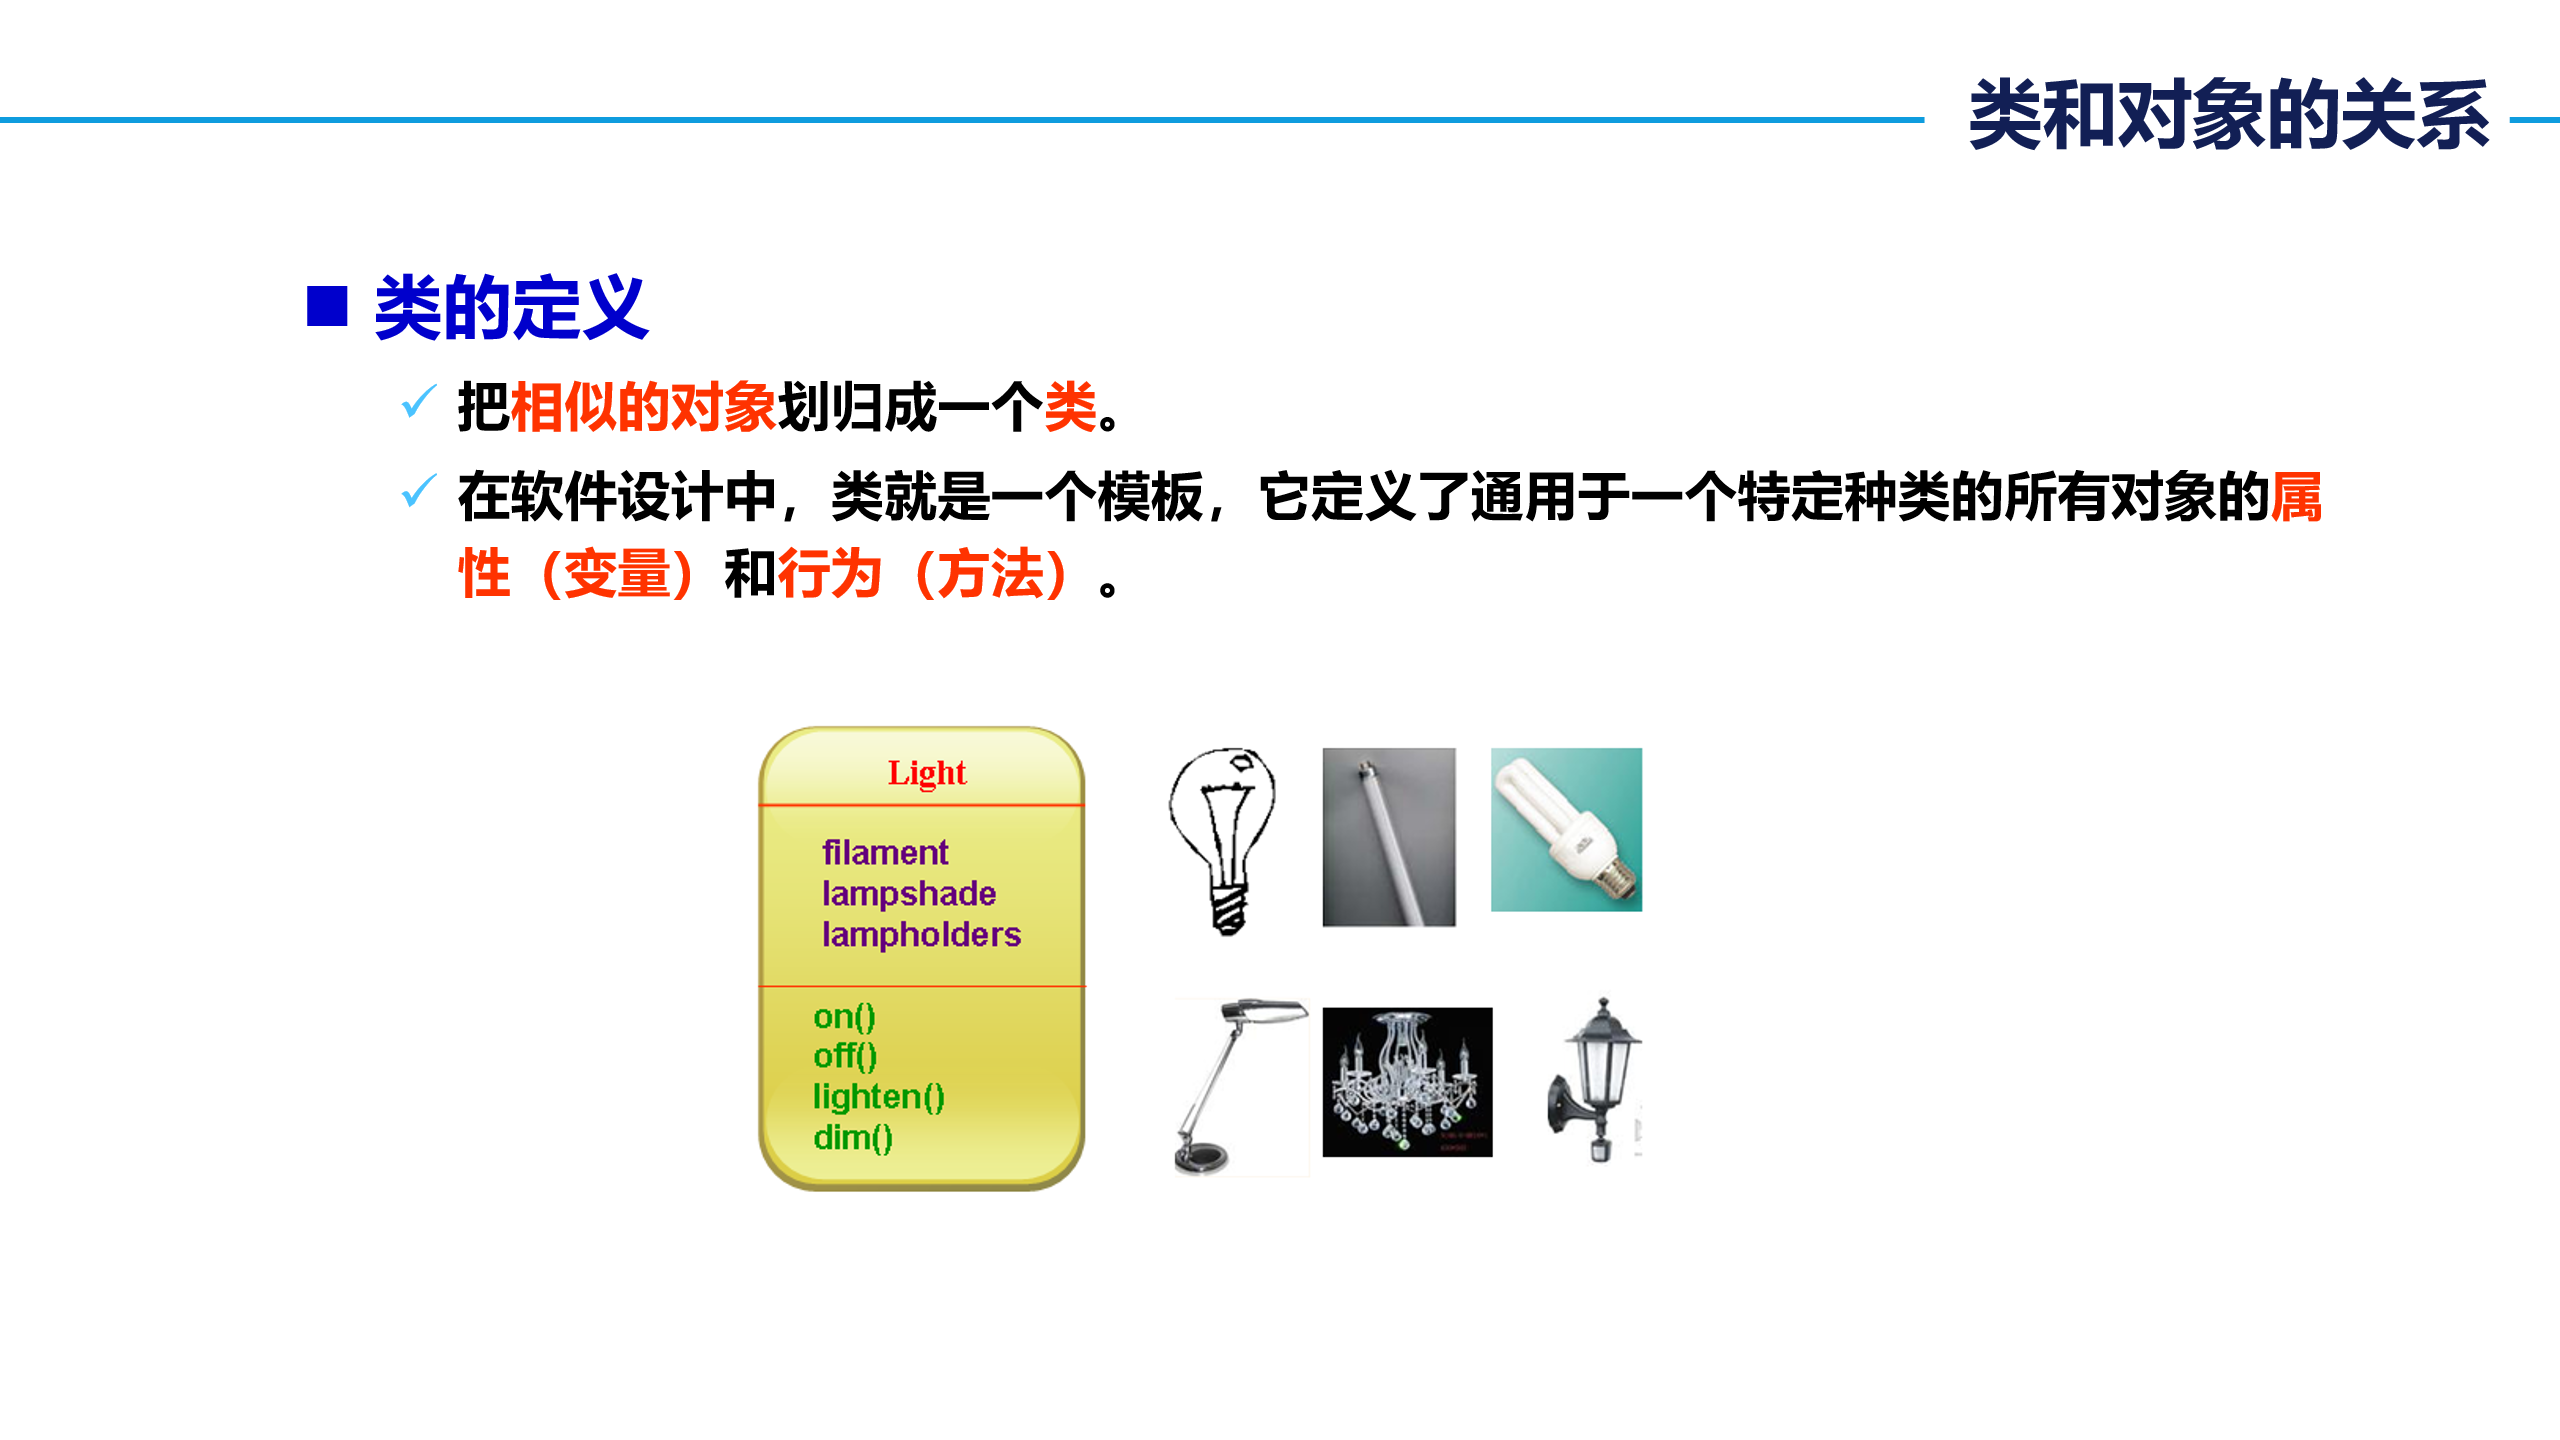 类和对象的关系
类的定义
把相似的对象划归成一个类。
在软件设计中，类就是一个模板，它定义了通用于一个特定种类的所有对象的属
性（变量）和行为（方法）。
Light
filament
lampshade
lampholders
on()
off()
lighten()
dim()